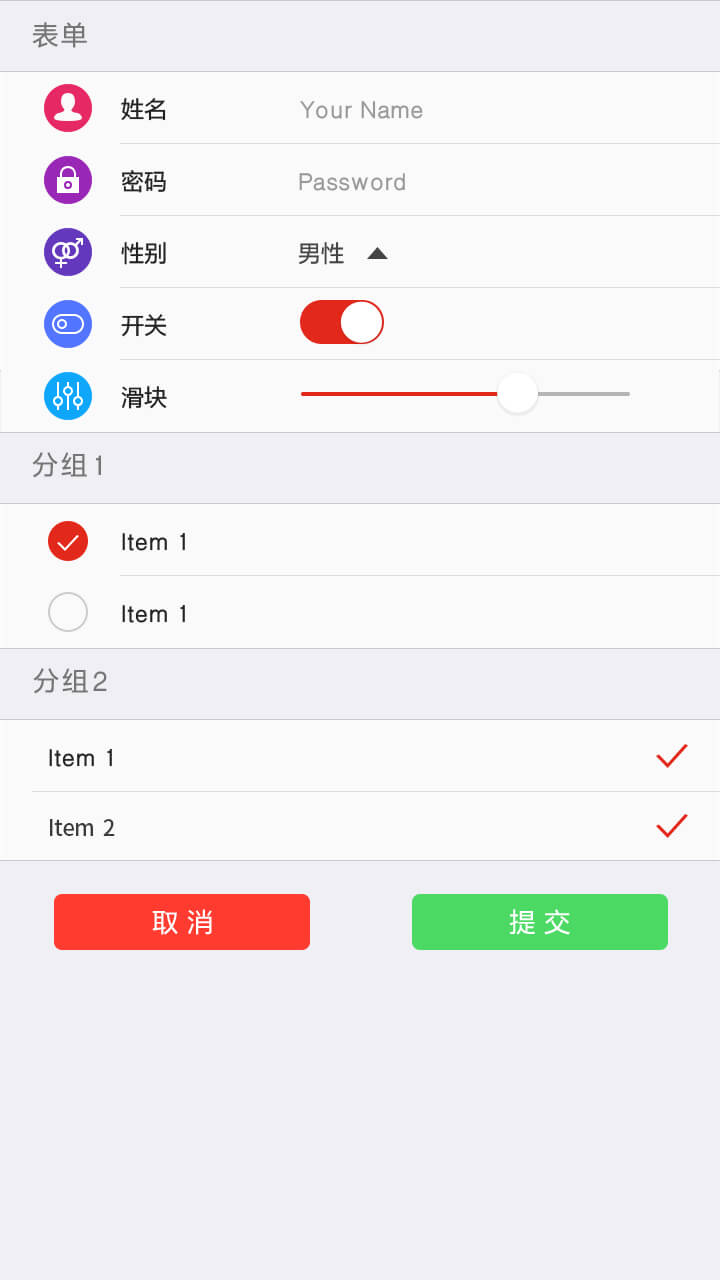 表单
姓名 Your Name
密码 Password
性别 男性
开关
滑块
分组1
Item 1
Item 1
分组2
Item 1
Item 2
取消 提交